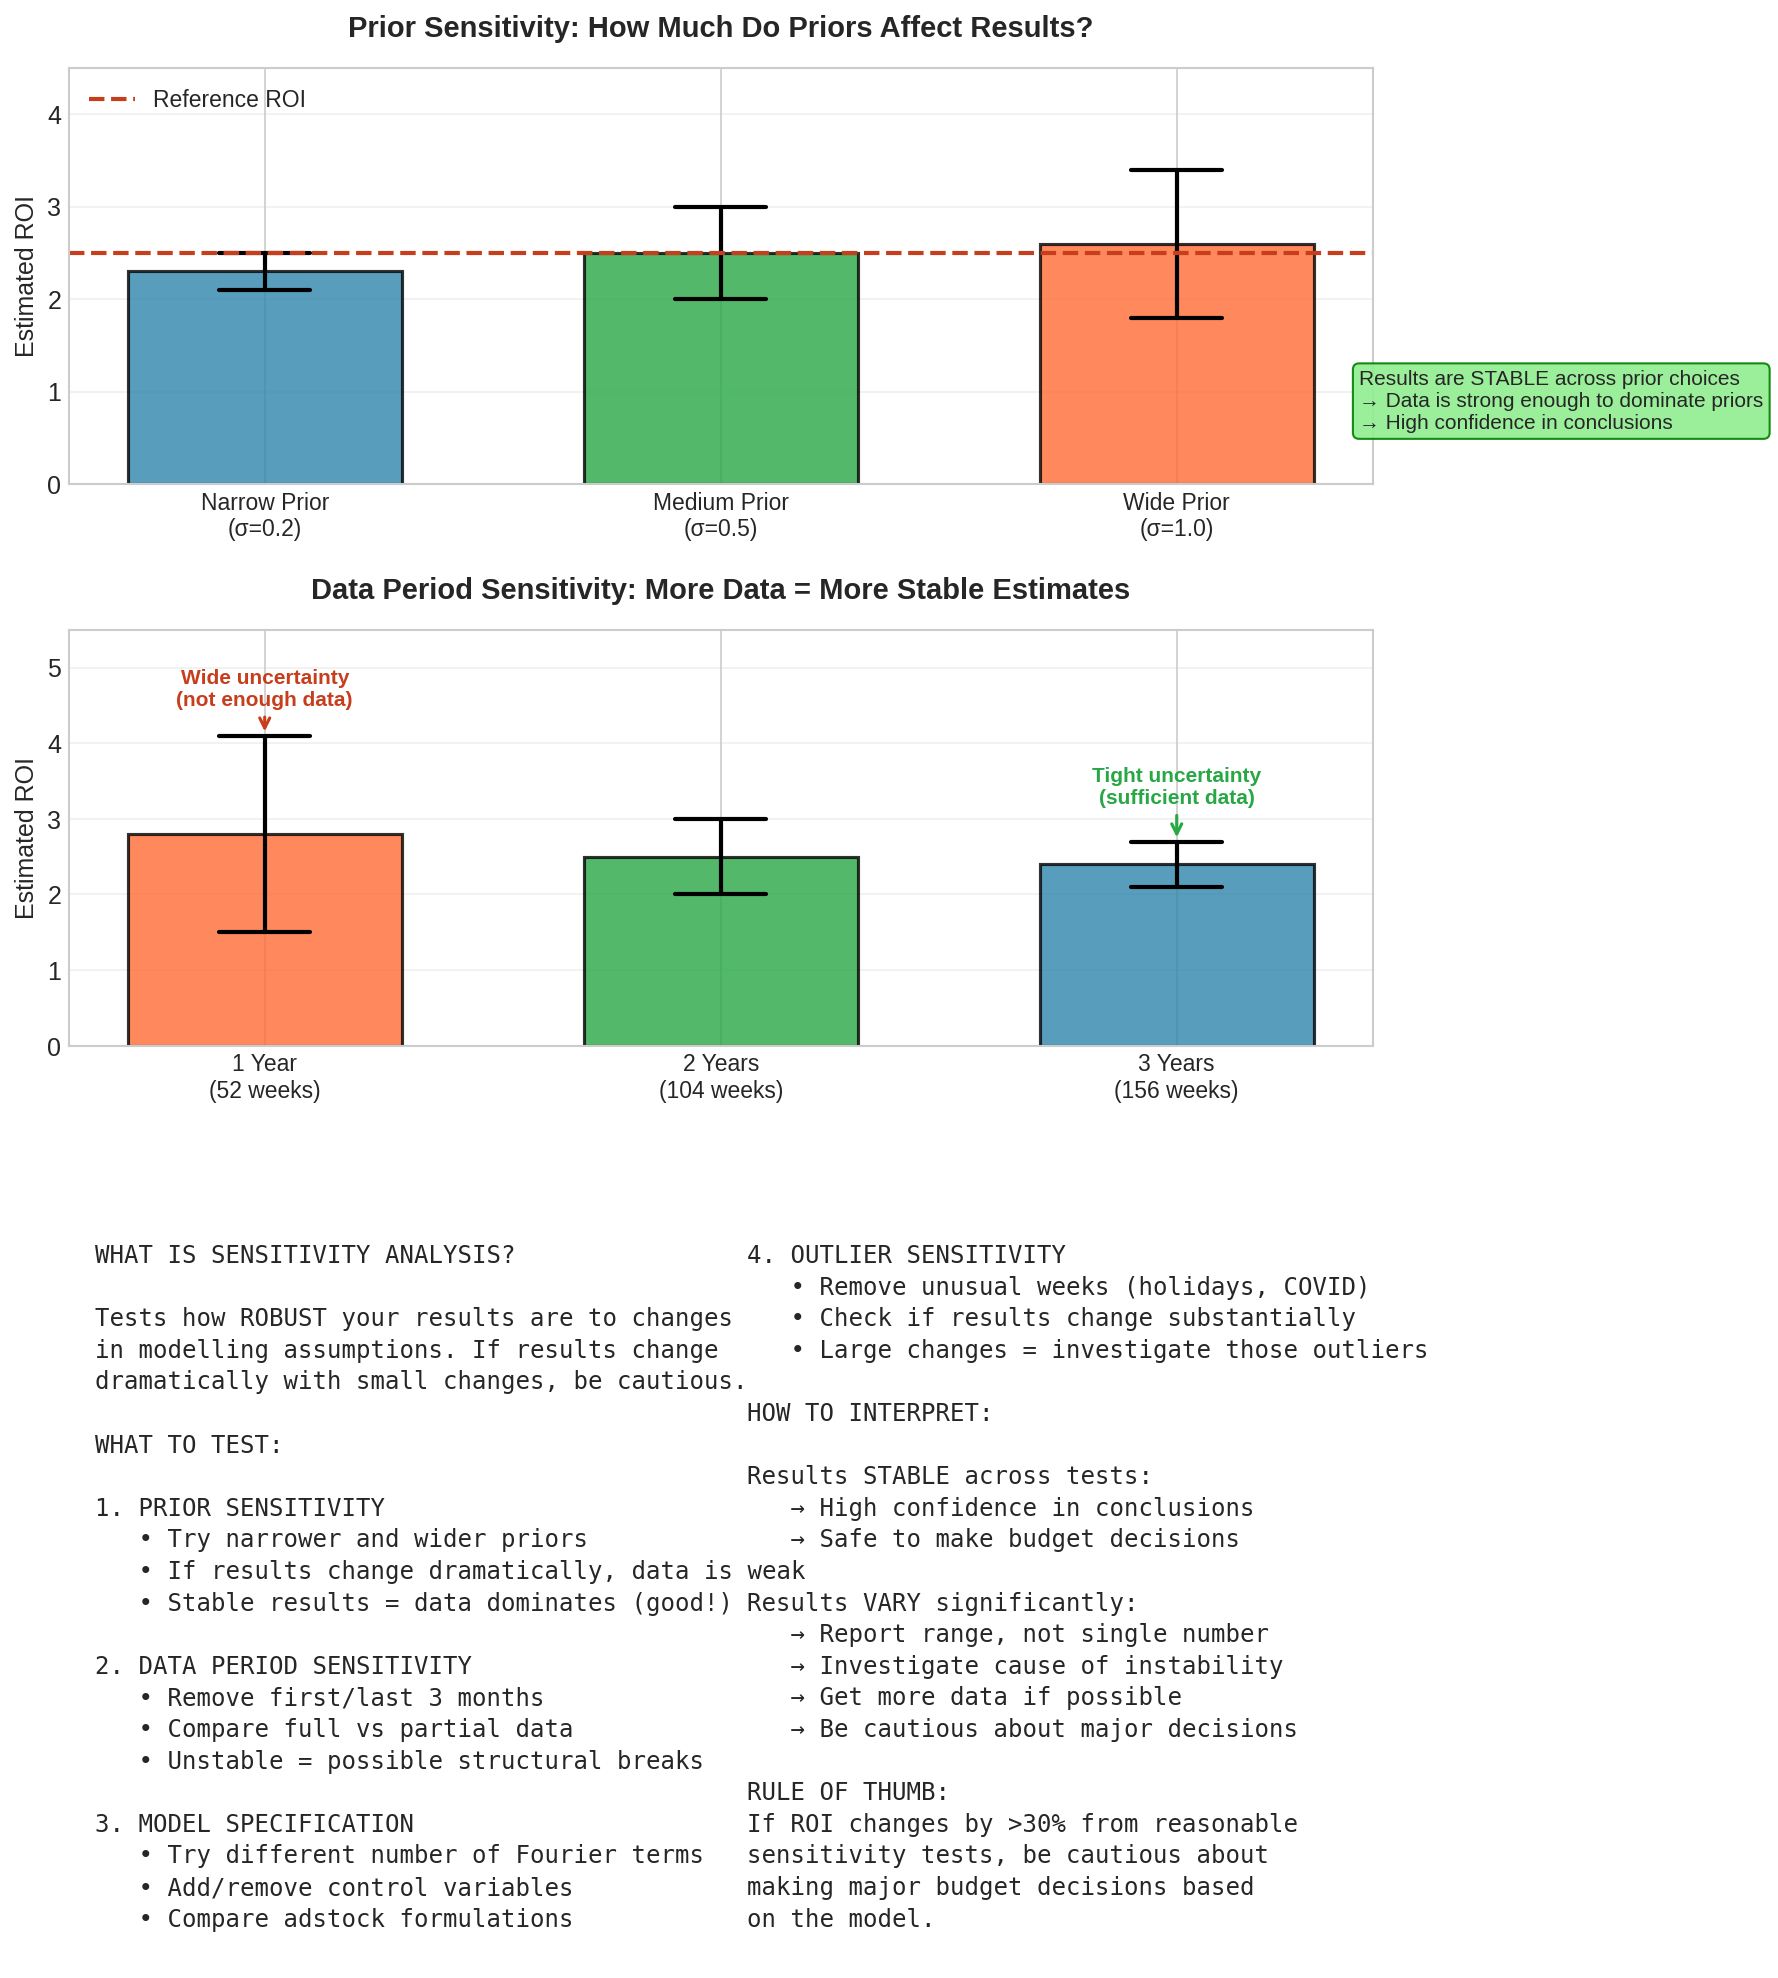 Prior Sensitivity: How Much Do Priors Affect Results?
Reference ROI
Estimated ROI
4
3
2
1
0
Narrow Prior
(σ=0.2)
Medium Prior
(σ=0.5)
Wide Prior
(σ=1.0)
Results are STABLE across prior choices
→ Data is strong enough to dominate priors
→ High confidence in conclusions
Data Period Sensitivity: More Data = More Stable Estimates
Estimated ROI
5
4
3
2
1
0
Wide uncertainty
(not enough data)
Tight uncertainty
(sufficient data)
1 Year
(52 weeks)
2 Years
(104 weeks)
3 Years
(156 weeks)
WHAT IS SENSITIVITY ANALYSIS?
Tests how ROBUST your results are to changes
in modelling assumptions. If results change
dramatically with small changes, be cautious.
WHAT TO TEST:
1. PRIOR SENSITIVITY
• Try narrower and wider priors
• If results change dramatically, data is weak
• Stable results = data dominates (good!)
2. DATA PERIOD SENSITIVITY
• Remove first/last 3 months
• Compare full vs partial data
• Unstable = possible structural breaks
3. MODEL SPECIFICATION
• Try different number of Fourier terms
• Add/remove control variables
• Compare adstock formulations
4. OUTLIER SENSITIVITY
• Remove unusual weeks (holidays, COVID)
• Check if results change substantially
• Large changes = investigate those outliers
HOW TO INTERPRET:
Results STABLE across tests:
→ High confidence in conclusions
→ Safe to make budget decisions
Results VARY significantly:
→ Report range, not single number
→ Investigate cause of instability
→ Get more data if possible
→ Be cautious about major decisions
RULE OF THUMB:
If ROI changes by >30% from reasonable
sensitivity tests, be cautious about
making major budget decisions based
on the model.